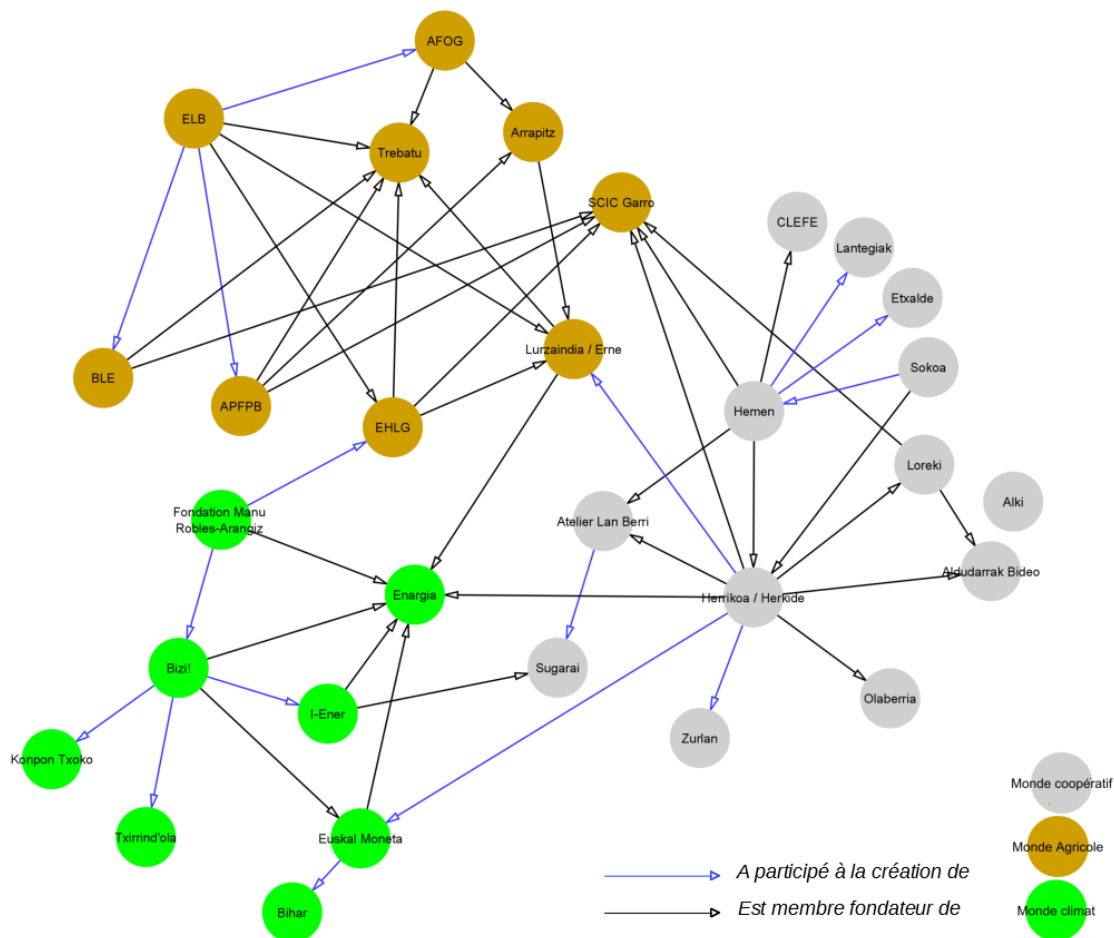 AFOG
ELB
Arrapitz
Trebatu
SCIC Garro
CLEFE
Lantegiak
Etxalde
Lurzaindia / Erne
Sokoa
BLE
APFPB
Hemen
EHLG
Loreki
Alki
Fondation Manu
Robles-Arangiz
Atelier Lan Berri
Aldudarrak Bideo
Enargia
Herrikoa / Herkide
Bizi!
Sugarai
I-Ener
Olaberria
Zurlan
Konpon Txoko
Monde coopératif
Txirrind'ola
Euskal Moneta
Monde Agricole
A participé à la création de
Est membre fondateur de
Bihar
Monde climat